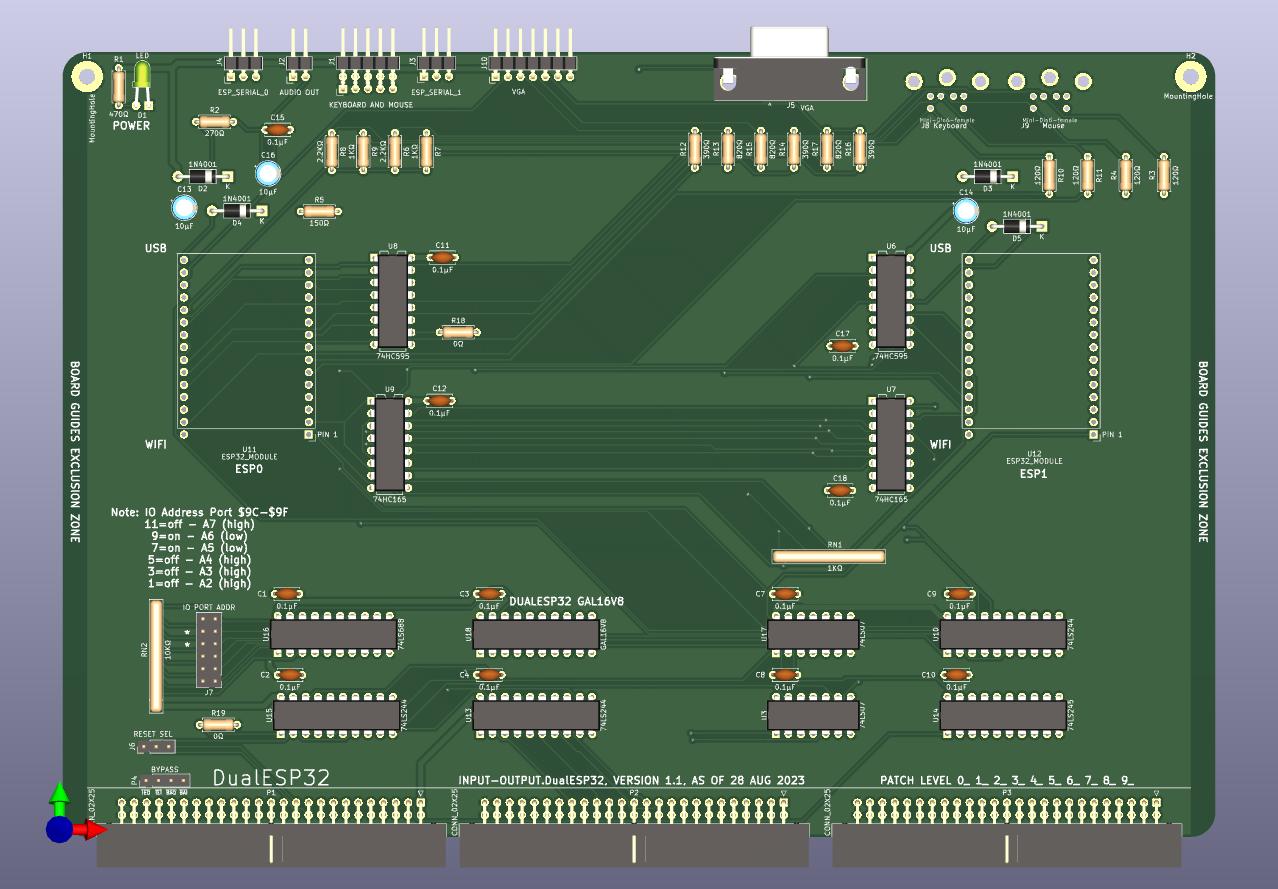 H1
LED
J4
J2
J1
J3
J10
H2
R1
ESP_SERIAL_0
AUDIO OUT
ESP_SERIAL_1
VGA
KEYBOARD AND MOUSE
J5
VGA
MountingHole
470Ω
D1
POWER
MountingHole
Mini-Din6-female
J8 Keyboard
Mini-Din6-female
J9
Mouse
R2
270Ω
C15
0.1µF
2.2KΩ
R8
1KΩ
R9
2.2KΩ
R6
1KΩ
R7
R12
390Ω
R13
820Ω
R15
820Ω
R14
390Ω
R17
820Ω
R16
390Ω
C16
10µF
1N4001
D2
K
C13
10µF
1N4001
D4
K
R5
150Ω
1N4001
D3
K
C14
10µF
1N4001
D5
K
120Ω
R10
120Ω
R11
R4
120Ω
R3
120Ω
USB
U8
C11
0.1µF
U6
USB
R18
0Ω
C17
0.1µF
74HC595
74HC595
BOARD GUIDES EXCLUSION ZONE
BOARD GUIDES EXCLUSION ZONE
U9
C12
0.1µF
U7
WIFI
PIN 1
U11
ESP32_MODULE
ESP0
WIFI
PIN 1
U12
ESP32_MODULE
ESP1
74HC165
C18
0.1µF
74HC165
Note: IO Address Port $9C-$9F
11=off - A7 (high)
9=on - A6 (low)
7=on - A5 (low)
5=off - A4 (high)
3=off - A3 (high)
1=off - A2 (high)
RN1
1KΩ
C1
0.1µF
C3
0.1µF
DUALESP32 GAL16V8
C7
0.1µF
C9
0.1µF
IO PORT ADDR
*
*
RN2
10KΩ
J7
U16
74LS688
U18
GAL16V8
U17
74LS07
U10
74LS244
C2
0.1µF
C4
0.1µF
C8
0.1µF
C10
0.1µF
U15
74LS244
U13
74LS244
U3
74LS07
U14
74LS245
R19
0Ω
RESET SEL
J6
BYPASS
P4
IEO
IEI
BAO
BAI
DualESP32
INPUT-OUTPUT.DualESP32, VERSION 1.1, AS OF 28 AUG 2023
PATCH LEVEL 0_ 1_ 2_ 3_ 4_ 5_ 6_ 7_ 8_ 9_
P1
P2
P3
CONN_02X25
CONN_02X25